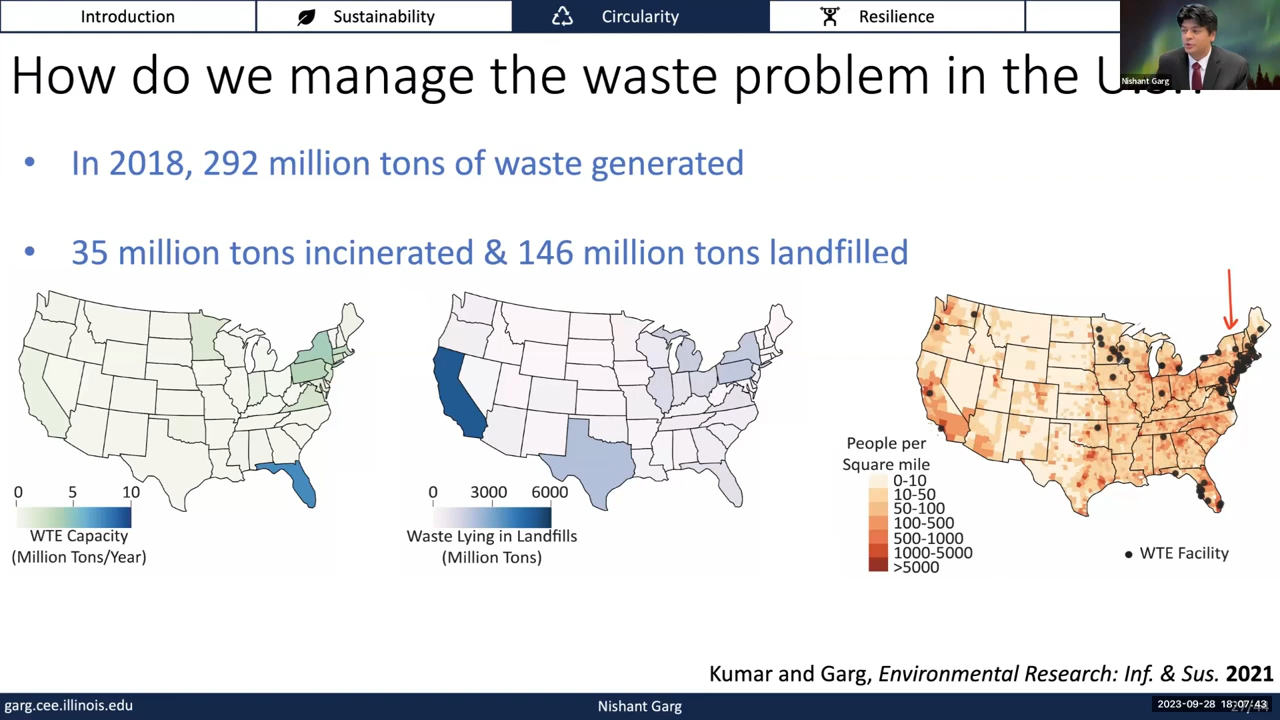 Introduction
Sustainability
Circularity
Resilience
Nishant Garg
How do we manage the waste problem in the
• In 2018, 292 million tons of waste generated
• 35 million tons incinerated & 146 million tons landfilled
0 5 10
WTE Capacity
(Million Tons/Year)
0 3000 6000
Waste Lying in Landfills
(Million Tons)
People per
Square mile
0-10
10-50
50-100
100-500
500-1000
1000-5000
>5000
WTE Facility
Kumar and Garg, Environmental Research: Inf. & Sus. 2021
garg.cee.illinois.edu
Nishant Garg
2023-09-28 18:07:43